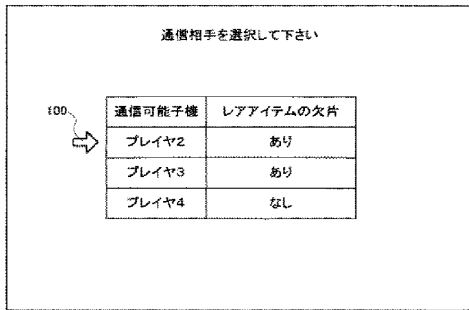 通信相手を選択して下さい
100
通信可能子機 レアアイテムの欠片
プレイヤ2 あり
プレイヤ3 あり
プレイヤ4 なし